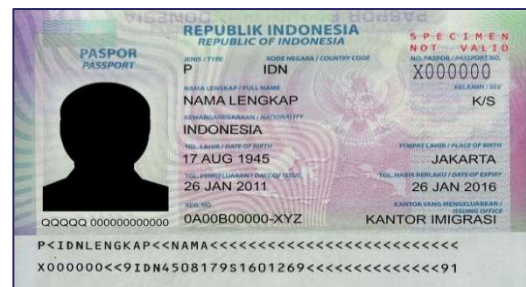 REPUBLIK INDONESIA
REPUBLIC OF INDONESIA
SPECIMEN
NOT VALID
PASPOR
PASSPORT
JENIS / TYPE KODE NEGARA / COUNTRY CODE NO. PASPOR / PASSPORT NO.
P IDN X000000
NAMA LENGKAP / FULL NAME KELAMIN / SEX
NAMA LENGKAP K/S
KEWARGANEGARAAN / NATIONALITY
INDONESIA
TGL. LAHIR / DATE OF BIRTH TEMPAT LAHIR / PLACE OF BIRTH
17 AUG 1945 JAKARTA
TGL. PENGELUARAN / DATE OF ISSUE TGL. HABIS BERLAKU / DATE OF EXPIRY
26 JAN 2011 26 JAN 2016
REG. NO. KANTOR YANG MENGELUARKAN /
ISSUING OFFICE
0A00B00000-XYZ KANTOR IMIGRASI
QQQQQ 000000000000
P<IDNLENGKAP<<NAMA<<<<<<<<<<<<<<<<<<<<<<<<<<
X000000<<9IDN4508179S1601269<<<<<<<<<<<<<<91